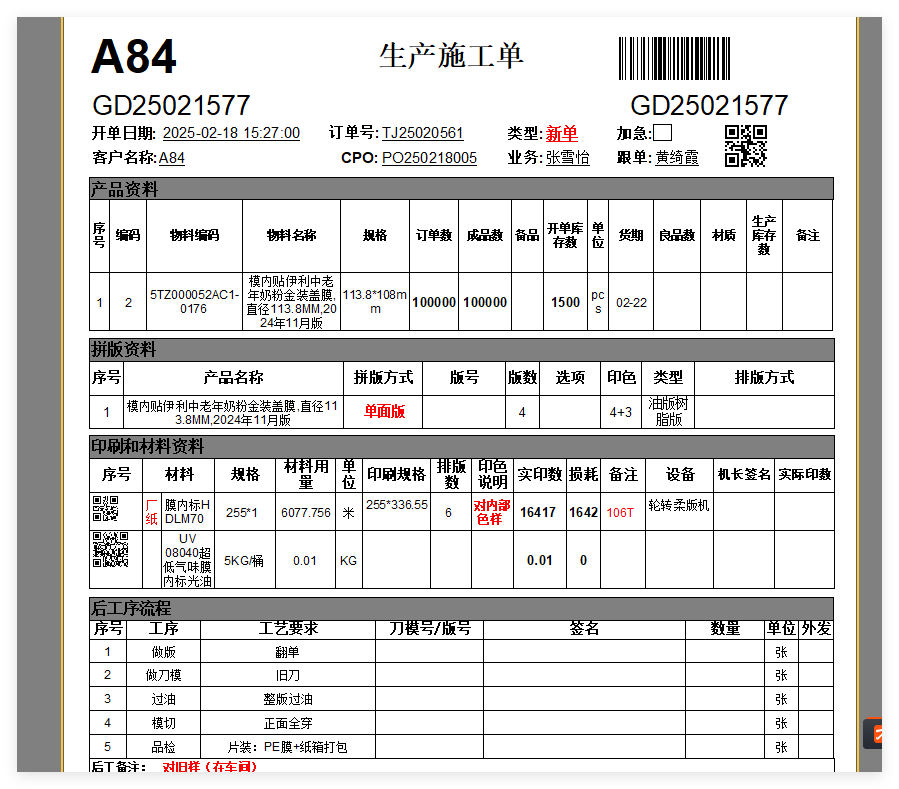 A84
生产施工单
GD25021577
GD25021577
开单日期: 2025-02-18 15:27:00 订单号: TJ25020561 类型: 新单 加急:
客户名称: A84 CPO: PO250218005 业务: 张雪怡 跟单: 黄绮霞
产品资料
序号 编码 物料编码 物料名称 规格 订单数 成品数 备品 开单库存数 单位 货期 良品数 材质 生产库存数 备注
1 2 5TZ000052AC1-0176 模内贴伊利中老年奶粉金装盖膜,直径113.8MM,2024年11月版 113.8*108mm 100000 100000 1500 pcs 02-22
拼版资料
序号 产品名称 拼版方式 版号 版数 选项 印色 类型 排版方式
1 模内贴伊利中老年奶粉金装盖膜,直径113.8MM,2024年11月版 单面版 4 4+3 油版树脂版
印刷和材料资料
序号 材料 规格 材料用量 单位 印刷规格 排版数 印色说明 实印数 损耗 备注 设备 机长签名 实际印数
厂纸 膜内标HDLM70 255*1 6077.756 米 255*336.55 6 对内部色样 16417 1642 106T 轮转柔版机
UV 08040超低气味膜内标光油 5KG/桶 0.01 KG 0.01 0
后工序流程
序号 工序 工艺要求 刀模号/版号 签名 数量 单位 外发
1 做版 翻单 张
2 做刀模 旧刀 张
3 过油 整版过油 张
4 模切 正面全穿 张
5 品检 片装：PE膜+纸箱打包 张
后工备注： 对旧样（在车间）